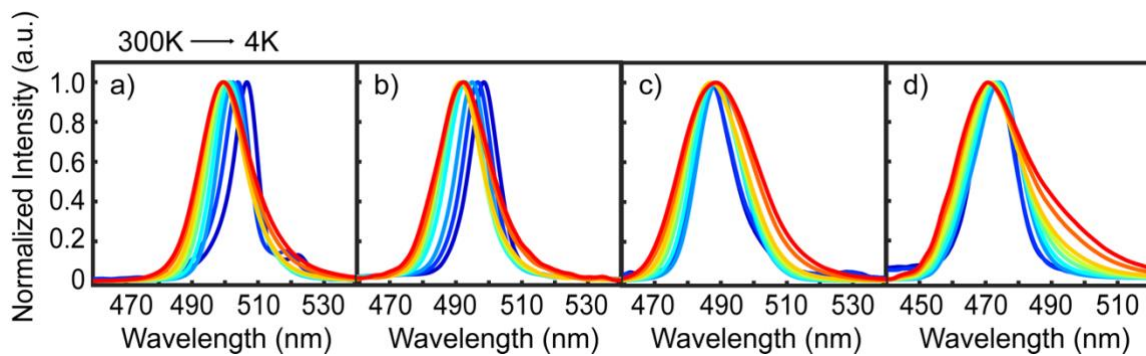 300K → 4K
Normalized Intensity (a.u.)
1.0
0.8
0.6
0.4
0.2
0
a)
b)
c)
d)
470 490 510 530
470 490 510 530
470 490 510 530
450 470 490 510
Wavelength (nm)
Wavelength (nm)
Wavelength (nm)
Wavelength (nm)